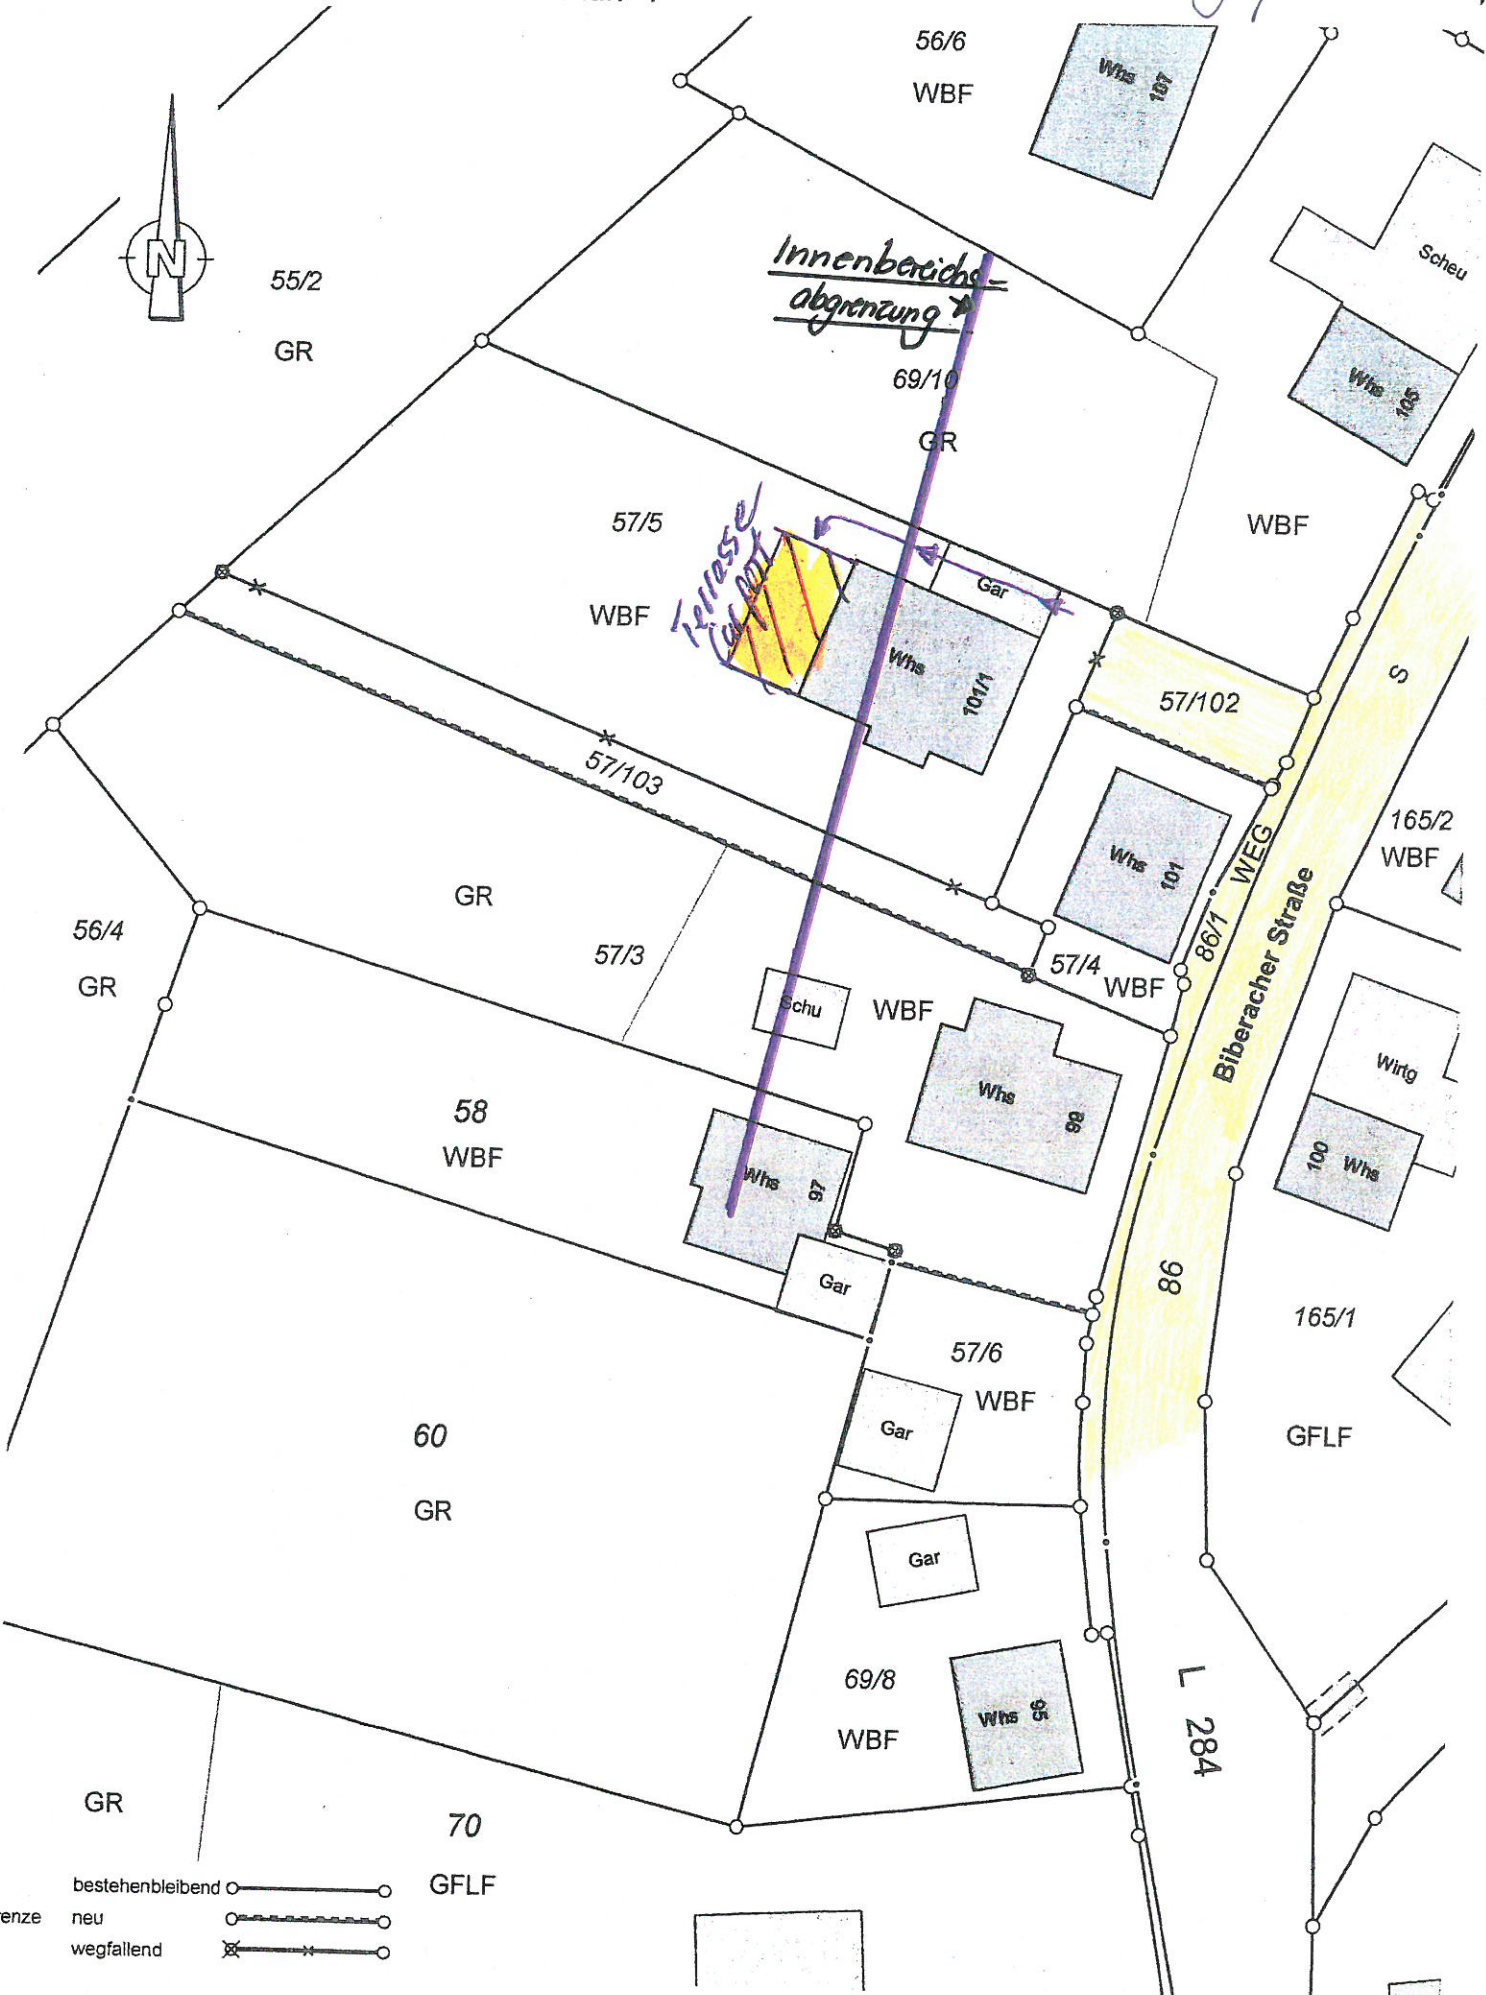 56/6
WBF
Whs 107
N
55/2
GR
Innenbereichs-
abgrenzung
69/10
GR
Scheu
Whs 105
57/5
WBF
Terrasse
Carport
Gar
Whs 101/1
WBF
57/102
S
57/103
165/2
WBF
Whs 101
86/1 WEG
Biberacher Straße
GR
56/4
GR
57/3
57/4
WBF
Schu
WBF
Wirtg
Whs 99
58
WBF
Whs 97
100 Whs
Gar
86
165/1
57/6
WBF
Gar
60
GR
GFLF
Gar
69/8
WBF
Whs 95
L 284
GR
70
GFLF
bestehenbleibend
enze neu
wegfallend